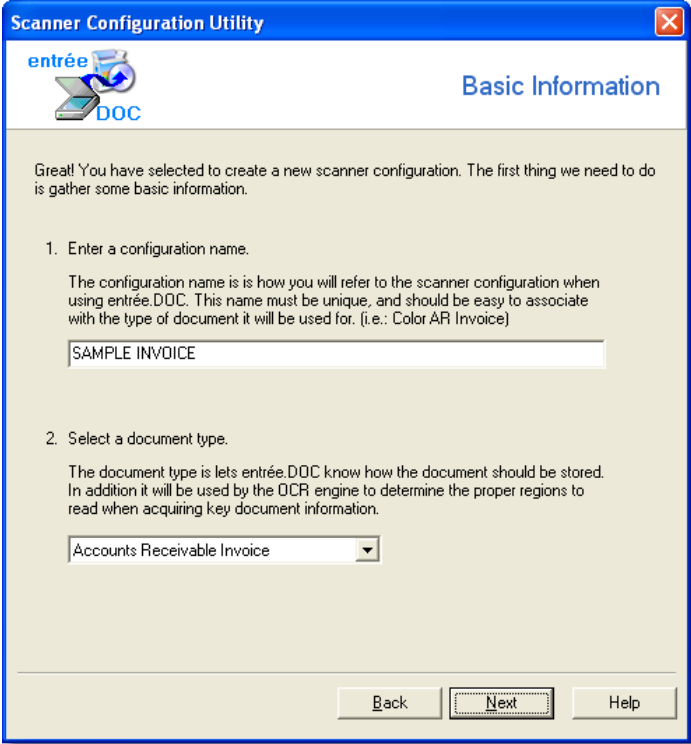 Scanner Configuration Utility
entrée
DOC
Basic Information
Great! You have selected to create a new scanner configuration. The first thing we need to do
is gather some basic information.
1. Enter a configuration name.
The configuration name is is how you will refer to the scanner configuration when
using entrée.DOC. This name must be unique, and should be easy to associate
with the type of document it will be used for. (i.e.: Color AR Invoice)
SAMPLE INVOICE
2. Select a document type.
The document type is lets entrée.DOC know how the document should be stored.
In addition it will be used by the OCR engine to determine the proper regions to
read when acquiring key document information.
Accounts Receivable Invoice
Back Next Help